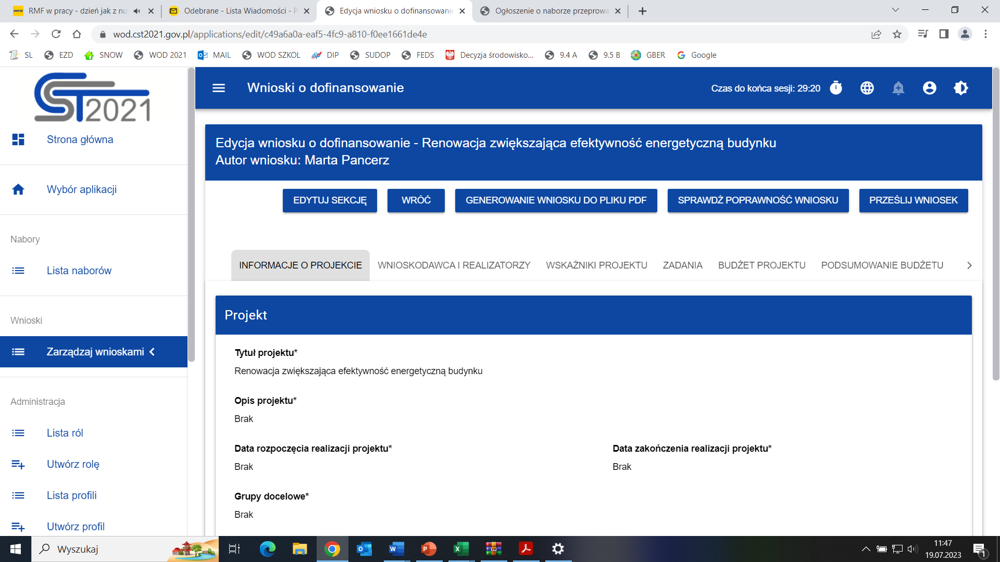 RMF w pracy - dzień jak z nu
Odebrane - Lista Wiadomości - P
Edycja wniosku o dofinansowanie
Ogłoszenie o naborze przeprowa
wod.cst2021.gov.pl/applications/edit/c49a6a0a-eaf5-4fc9-a810-f0ee1661de4e
SL EZD SNOW WOD 2021 MAIL WOD SZKOL DIP SUDOP FEDS Decyzja środowisko... 9.4 A 9.5 B GBER Google
CST2021
Strona główna
Wybór aplikacji
Nabory
Lista naborów
Wnioski
Zarządzaj wnioskami
Administracja
Lista ról
Utwórz rolę
Lista profili
Utwórz profil
Wnioski o dofinansowanie
Czas do końca sesji: 29:20
Edycja wniosku o dofinansowanie - Renowacja zwiększająca efektywność energetyczną budynku
Autor wniosku: Marta Pancerz
EDYTUJ SEKCJĘ WRÓĆ GENEROWANIE WNIOSKU DO PLIKU PDF SPRAWDŹ POPRAWNOŚĆ WNIOSKU PRZEŚLIJ WNIOSEK
INFORMACJE O PROJEKCIE WNIOSKODAWCA I REALIZATORZY WSKAŹNIKI PROJEKTU ZADANIA BUDŻET PROJEKTU PODSUMOWANIE BUDŻETU
Projekt
Tytuł projektu*
Renowacja zwiększająca efektywność energetyczną budynku
Opis projektu*
Brak
Data rozpoczęcia realizacji projektu*
Brak
Data zakończenia realizacji projektu*
Brak
Grupy docelowe*
Brak
Wyszukaj
11:47
19.07.2023
1